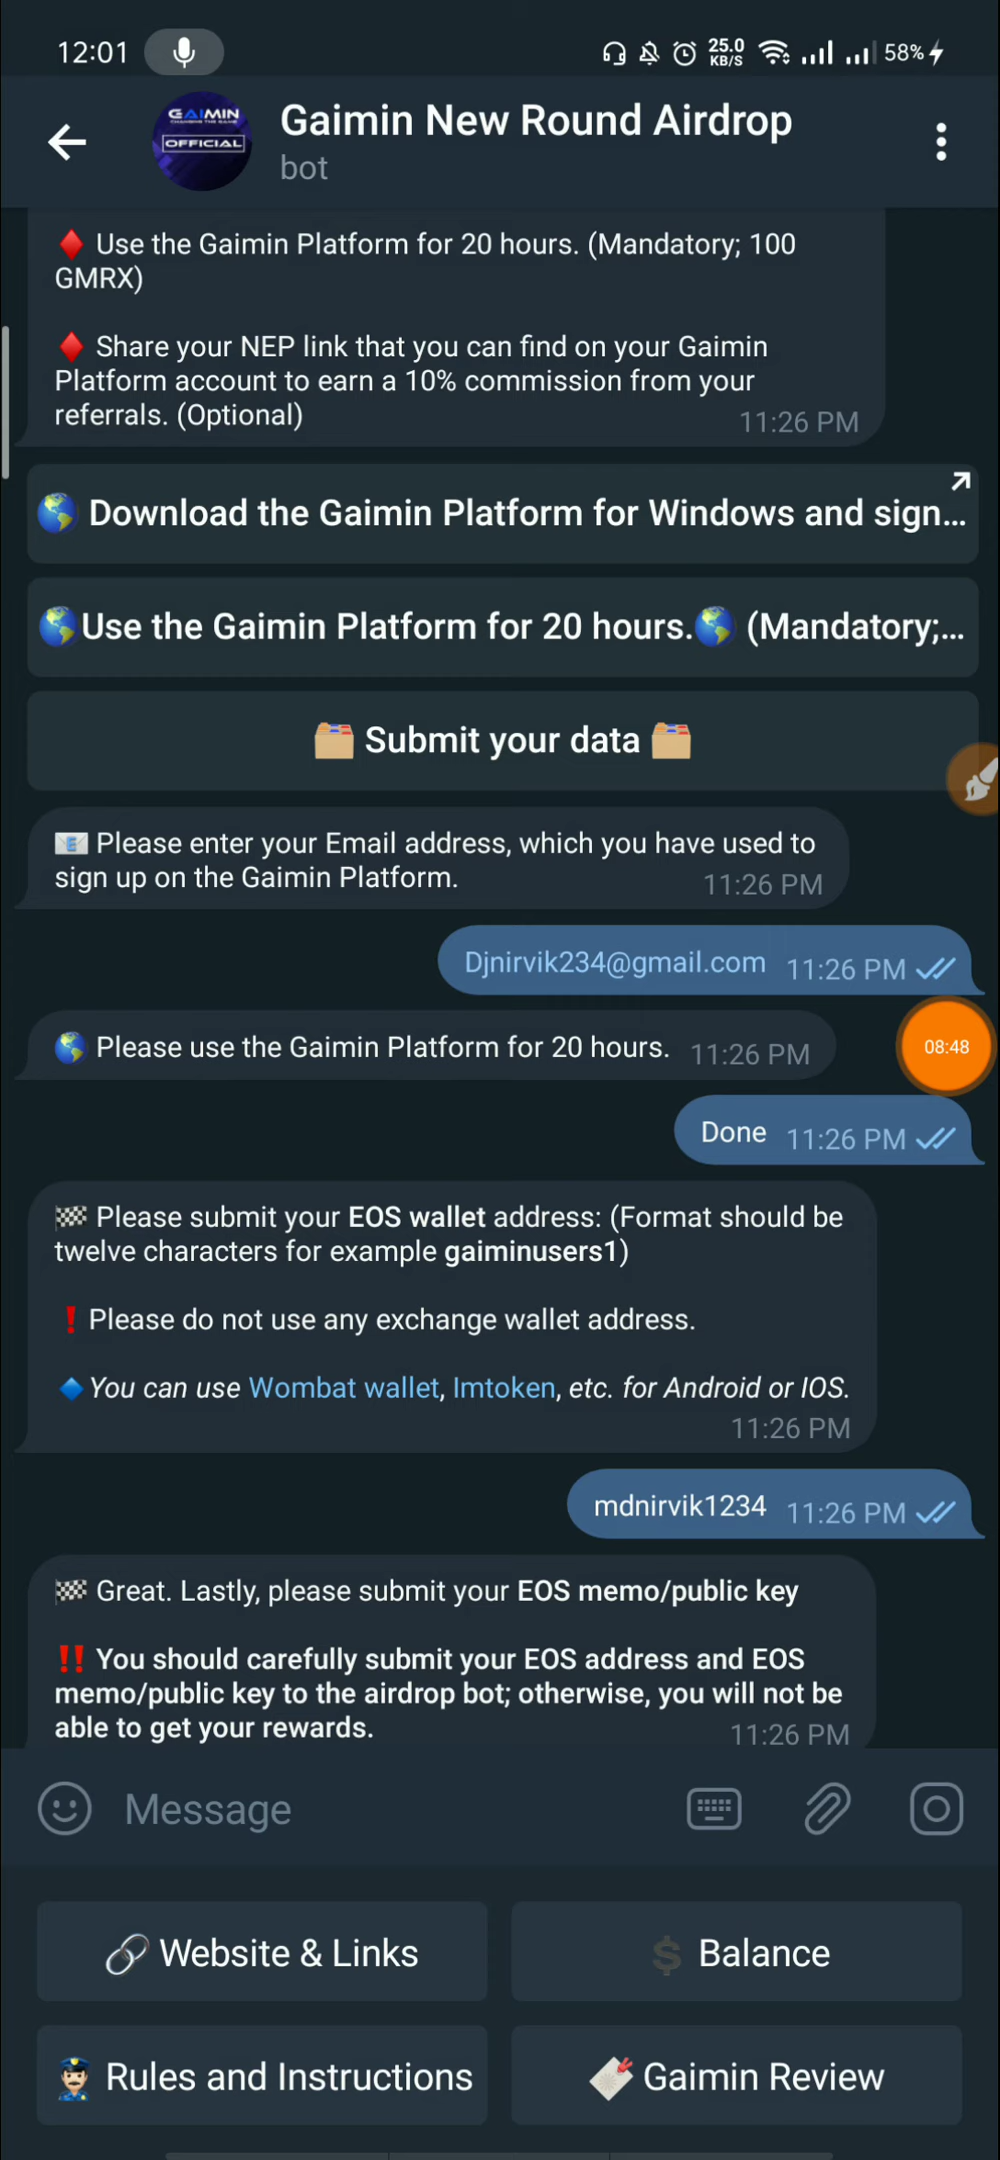 12:01
25.0
KB/S
58%
GAIMIN
OFFICIAL
Gaimin New Round Airdrop
bot
Use the Gaimin Platform for 20 hours. (Mandatory; 100
GMRX)
Share your NEP link that you can find on your Gaimin
Platform account to earn a 10% commission from your
referrals. (Optional)
11:26 PM
Download the Gaimin Platform for Windows and sign...
Use the Gaimin Platform for 20 hours. (Mandatory;...
Submit your data
Please enter your Email address, which you have used to
sign up on the Gaimin Platform.
11:26 PM
Djnirvik234@gmail.com 11:26 PM
Please use the Gaimin Platform for 20 hours. 11:26 PM
08:48
Done 11:26 PM
Please submit your EOS wallet address: (Format should be
twelve characters for example gaiminusers1)
❗Please do not use any exchange wallet address.
You can use Wombat wallet, Imtoken, etc. for Android or IOS.
11:26 PM
mdnirvik1234 11:26 PM
Great. Lastly, please submit your EOS memo/public key
‼️ You should carefully submit your EOS address and EOS
memo/public key to the airdrop bot; otherwise, you will not be
able to get your rewards.
11:26 PM
Message
Website & Links
$ Balance
Rules and Instructions
Gaimin Review